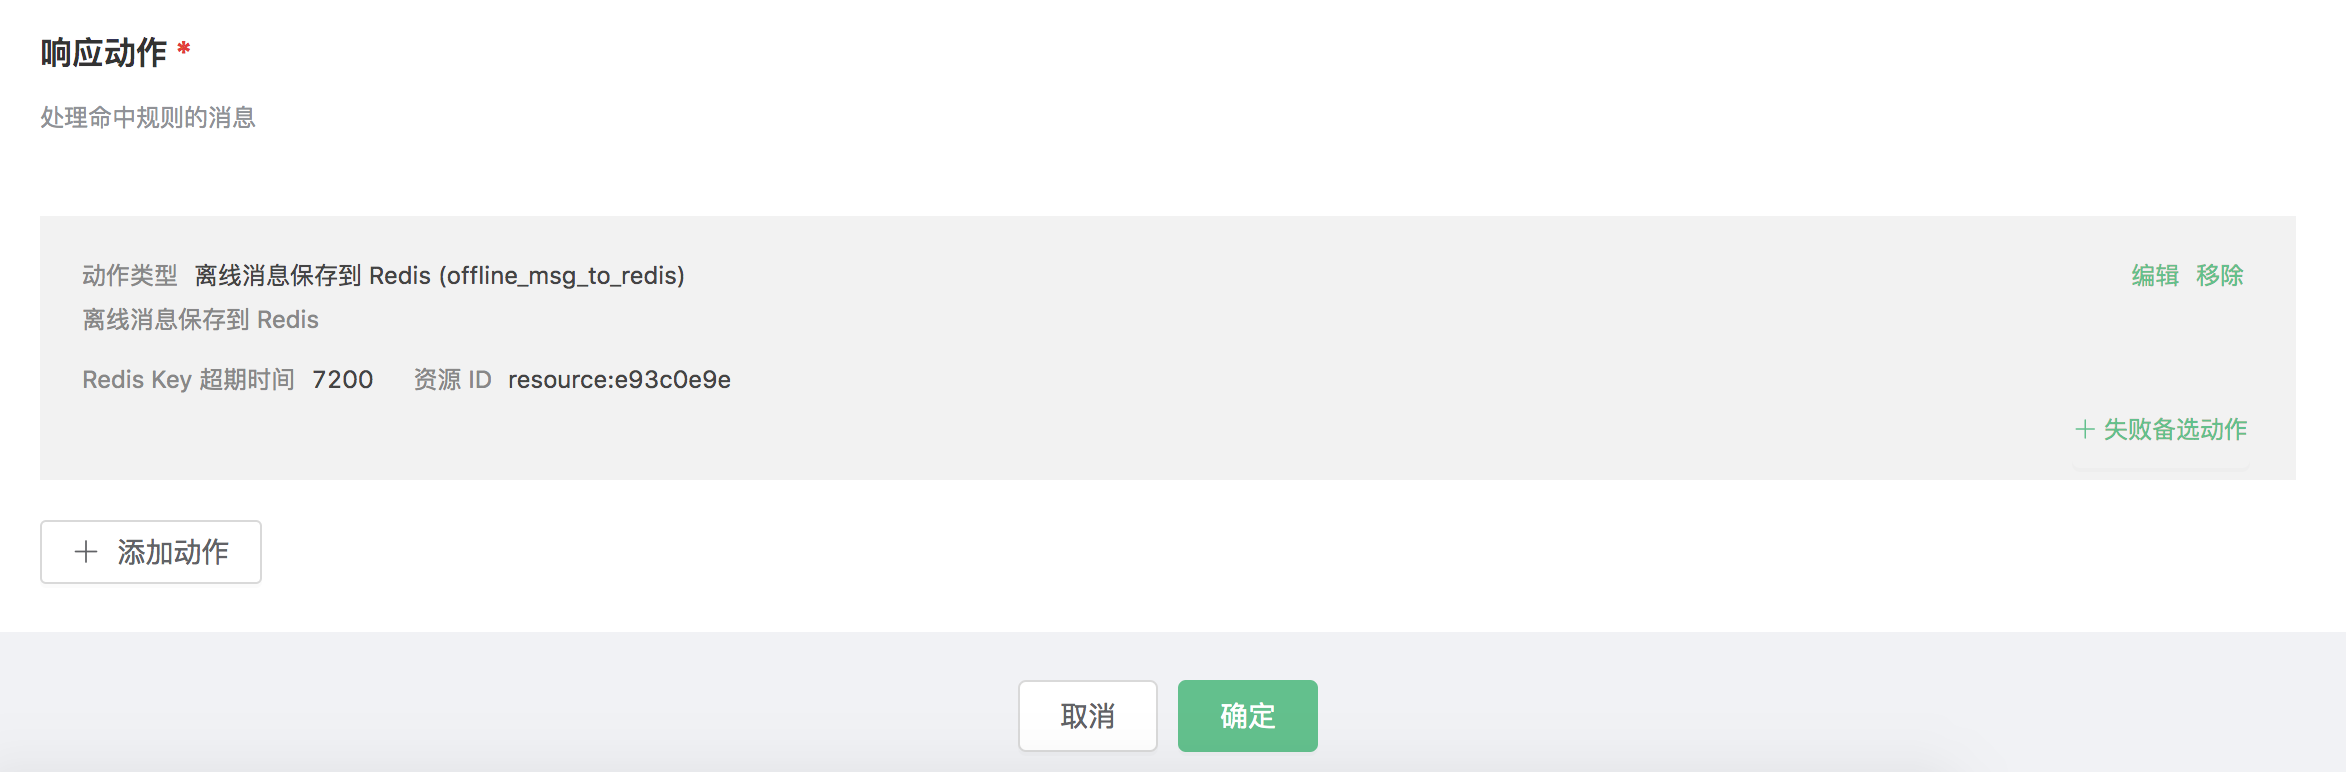 响应动作 *
处理命中规则的消息
动作类型 离线消息保存到 Redis (offline_msg_to_redis) 编辑 移除
离线消息保存到 Redis
Redis Key 超期时间 7200 资源 ID resource:e93c0e9e
+ 失败备选动作
+ 添加动作
取消 确定